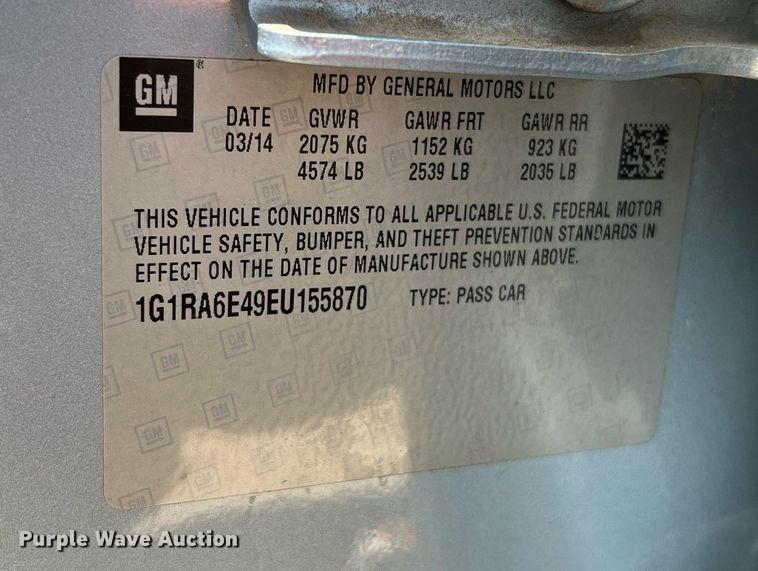 GM ®
MFD BY GENERAL MOTORS LLC
DATE GVWR GAWR FRT GAWR RR
03/14 2075 KG 1152 KG 923 KG
4574 LB 2539 LB 2035 LB
THIS VEHICLE CONFORMS TO ALL APPLICABLE U.S. FEDERAL MOTOR
VEHICLE SAFETY, BUMPER, AND THEFT PREVENTION STANDARDS IN
EFFECT ON THE DATE OF MANUFACTURE SHOWN ABOVE.
1G1RA6E49EU155870 TYPE: PASS CAR
Purple Wave Auction